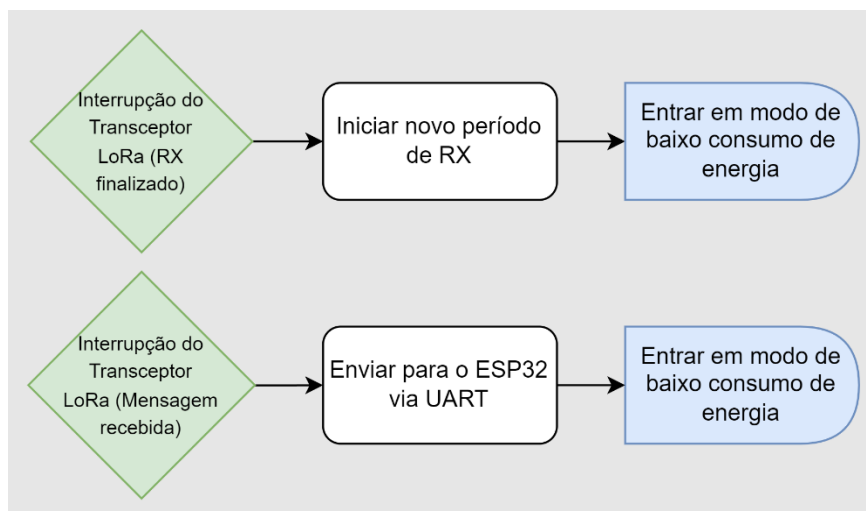 Interrupção do
Transceptor
LoRa (RX
finalizado)
Iniciar novo período
de RX
Entrar em modo de
baixo consumo de
energia
Interrupção do
Transceptor
LoRa (Mensagem
recebida)
Enviar para o ESP32
via UART
Entrar em modo de
baixo consumo de
energia